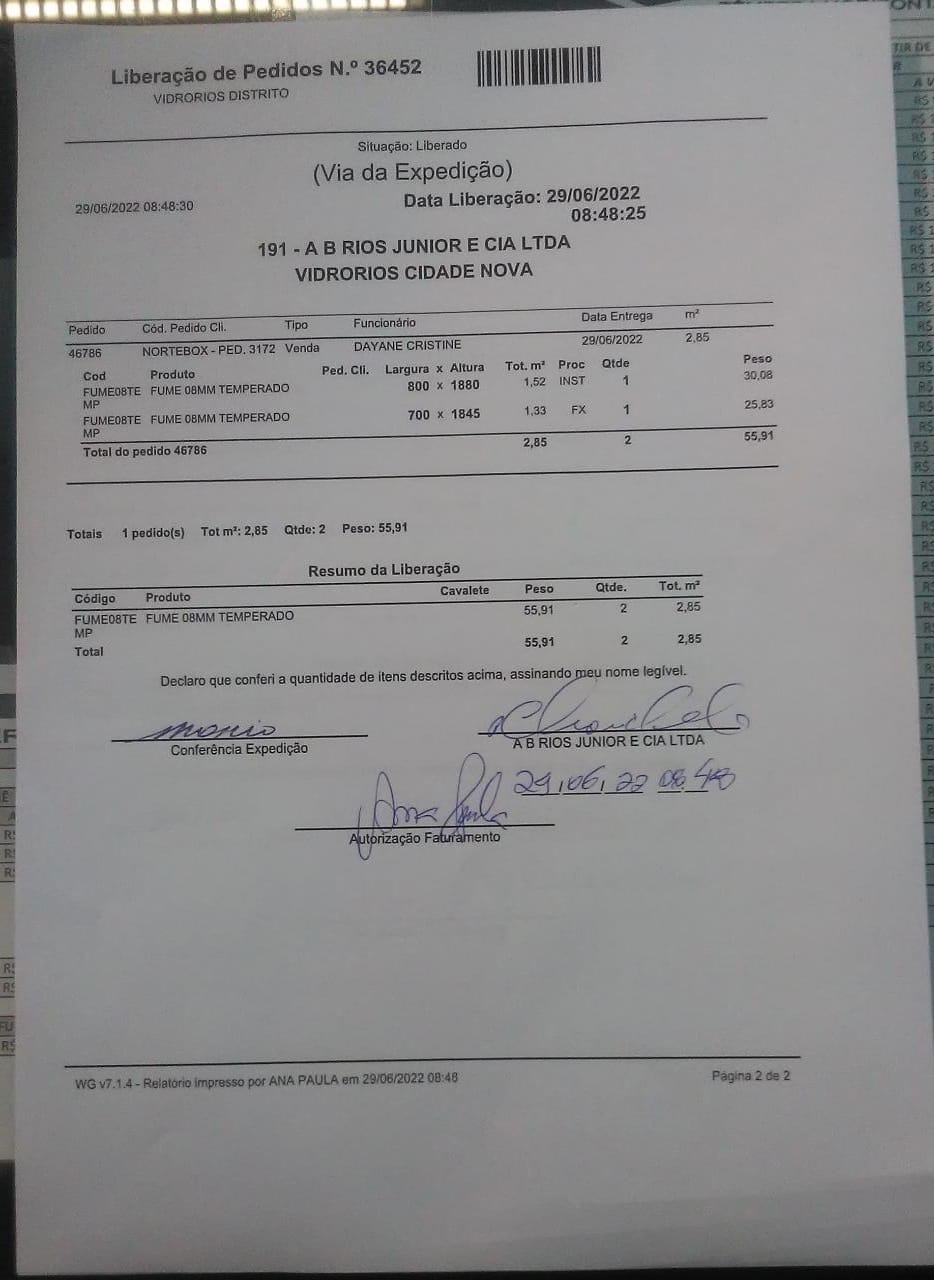 Liberação de Pedidos N.º 36452
VIDRORIOS DISTRITO
Situação: Liberado
(Via da Expedição)
29/06/2022 08:48:30
Data Liberação: 29/06/2022
08:48:25
191 - A B RIOS JUNIOR E CIA LTDA
VIDRORIOS CIDADE NOVA
Pedido Cód. Pedido Cli. Tipo Funcionário Data Entrega m²
46786 NORTEBOX - PED. 3172 Venda DAYANE CRISTINE 29/06/2022 2,85
Cod Produto Ped. Cli. Largura x Altura Tot. m² Proc Qtde Peso
FUME08TE FUME 08MM TEMPERADO 800 x 1880 1,52 INST 1 30,08
MP
FUME08TE FUME 08MM TEMPERADO 700 x 1845 1,33 FX 1 25,83
MP
Total do pedido 46786 2,85 2 55,91
Totais 1 pedido(s) Tot m²: 2,85 Qtde: 2 Peso: 55,91
Resumo da Liberação
Código Produto Cavalete Peso Qtde. Tot. m²
FUME08TE FUME 08MM TEMPERADO 55,91 2 2,85
MP
Total 55,91 2 2,85
Declaro que conferi a quantidade de itens descritos acima, assinando meu nome legível.
Conferência Expedição
A B RIOS JUNIOR E CIA LTDA
29,06,22 08:48
Ana Paula
Autorização Faturamento
WG v7.1.4 - Relatório impresso por ANA PAULA em 29/06/2022 08:48
Página 2 de 2